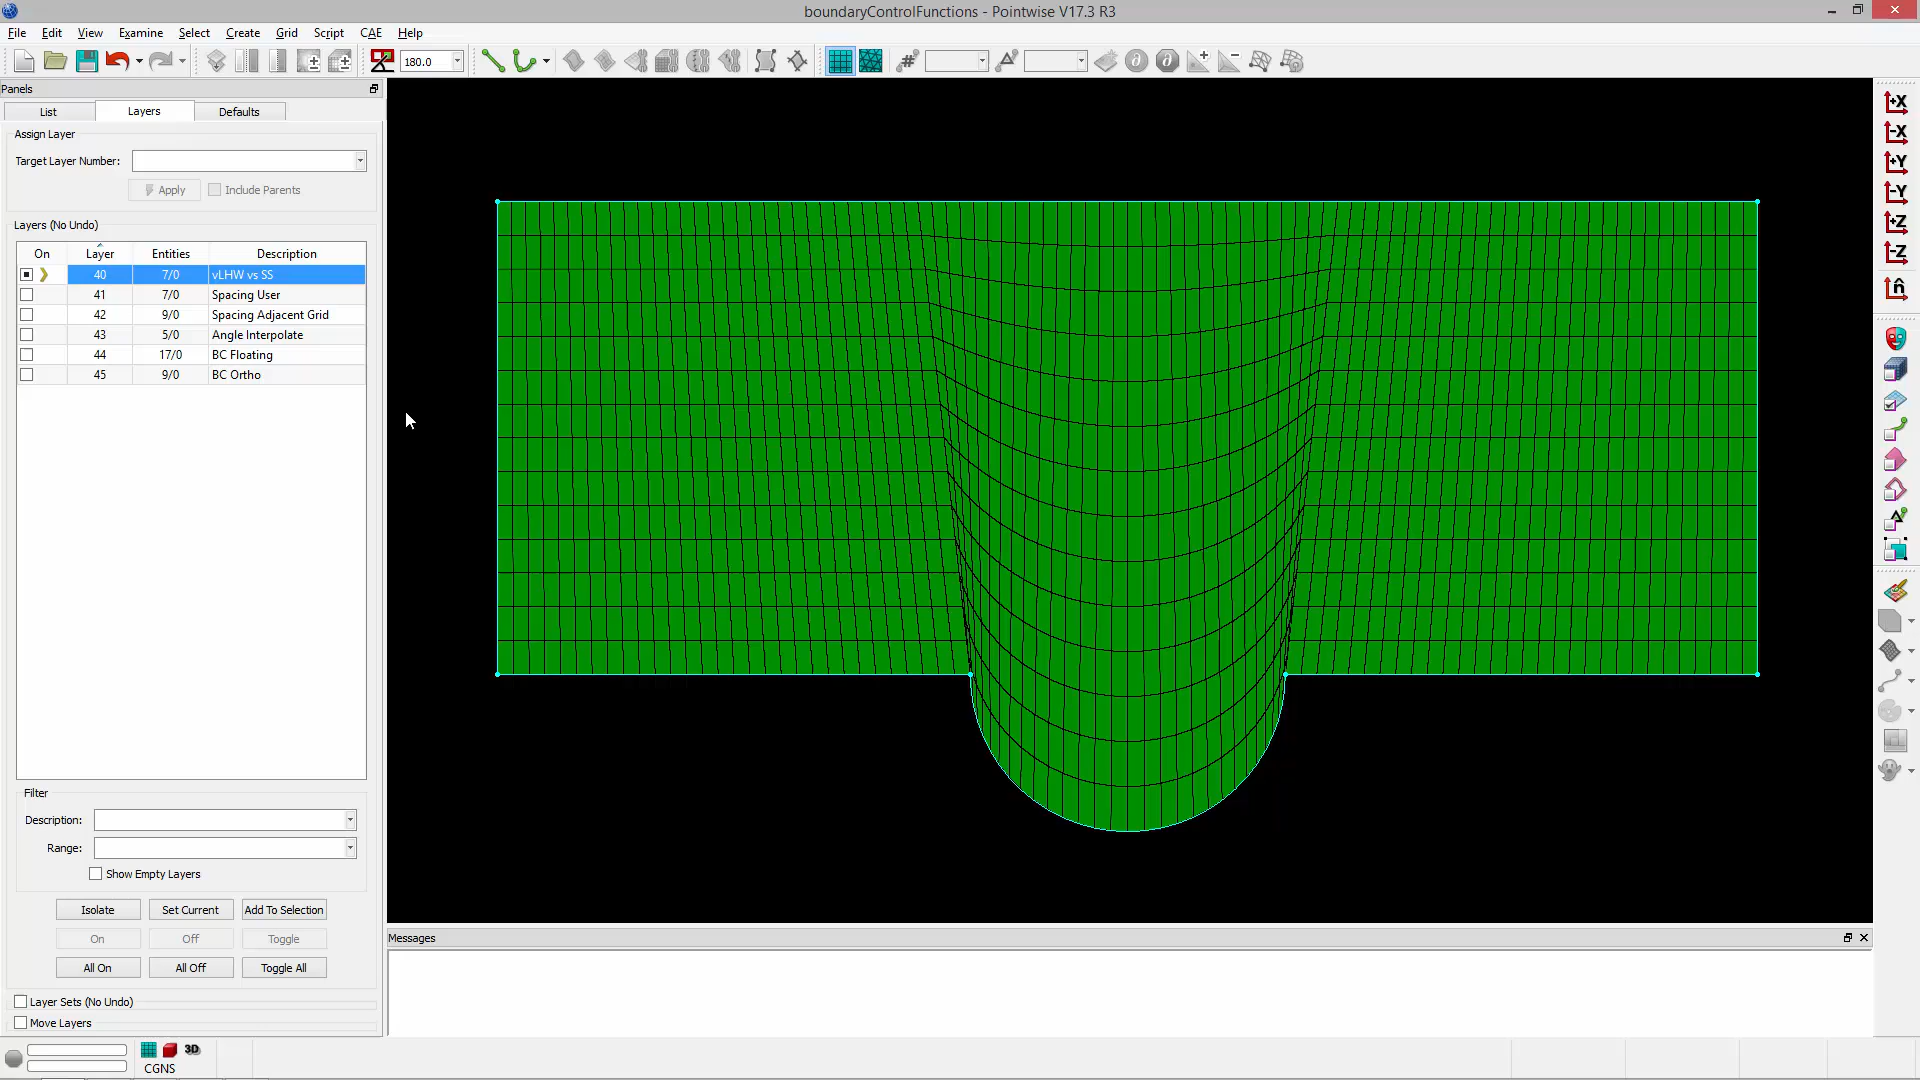 boundaryControlFunctions - Pointwise V17.3 R3
File Edit View Examine Select Create Grid Script CAE Help
180.0
Panels
List Layers Defaults
Assign Layer
Target Layer Number:
Apply Include Parents
Layers (No Undo)
On Layer Entities Description
40 7/0 vLHW vs SS
41 7/0 Spacing User
42 9/0 Spacing Adjacent Grid
43 5/0 Angle Interpolate
44 17/0 BC Floating
45 9/0 BC Ortho
Filter
Description:
Range:
Show Empty Layers
Isolate Set Current Add To Selection
On Off Toggle
All On All Off Toggle All
Layer Sets (No Undo)
Move Layers
Messages
3D
CGNS
+X
-X
+Y
-Y
+Z
-Z
n̂